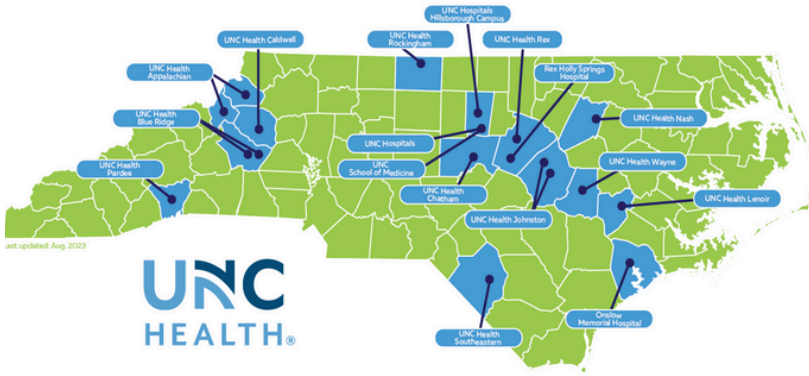 UNC Hospitals
Hillsborough Campus
UNC Health
Rockingham
UNC Health Rex
UNC Health Caldwell
UNC Health
Appalachian
Rex Holly Springs
Hospital
UNC Health
Blue Ridge
UNC Health Nash
UNC Hospitals
UNC
School of Medicine
UNC Health Wayne
UNC Health
Pardee
UNC Health
Chatham
UNC Health Lenoir
UNC Health Johnston
Last updated: Aug. 2023
UNC
HEALTH®
Onslow
Memorial Hospital
UNC Health
Southeastern